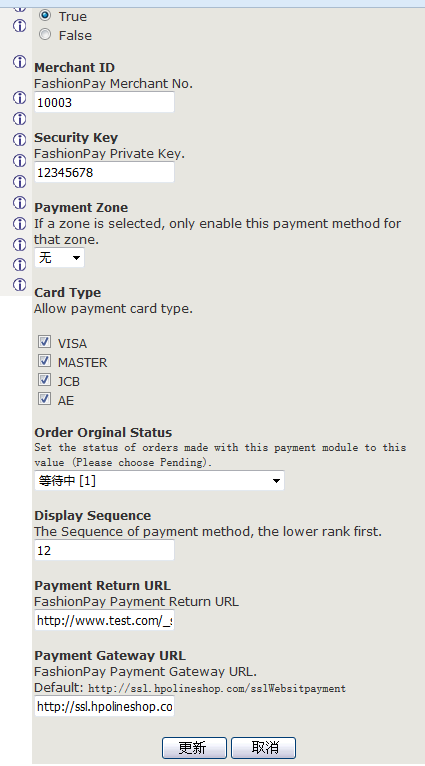 True
False
Merchant ID
FashionPay Merchant No.
10003
Security Key
FashionPay Private Key.
12345678
Payment Zone
If a zone is selected, only enable this payment method for
that zone.
无
Card Type
Allow payment card type.
VISA
MASTER
JCB
AE
Order Orginal Status
Set the status of orders made with this payment module to this
value (Please choose Pending).
等待中 [1]
Display Sequence
The Sequence of payment method, the lower rank first.
12
Payment Return URL
FashionPay Payment Return URL
http://www.test.com/_s
Payment Gateway URL
FashionPay Payment Gateway URL.
Default: http://ssl.hpolineshop.com/sslWebsitpayment
http://ssl.hpolineshop.co
更新 取消